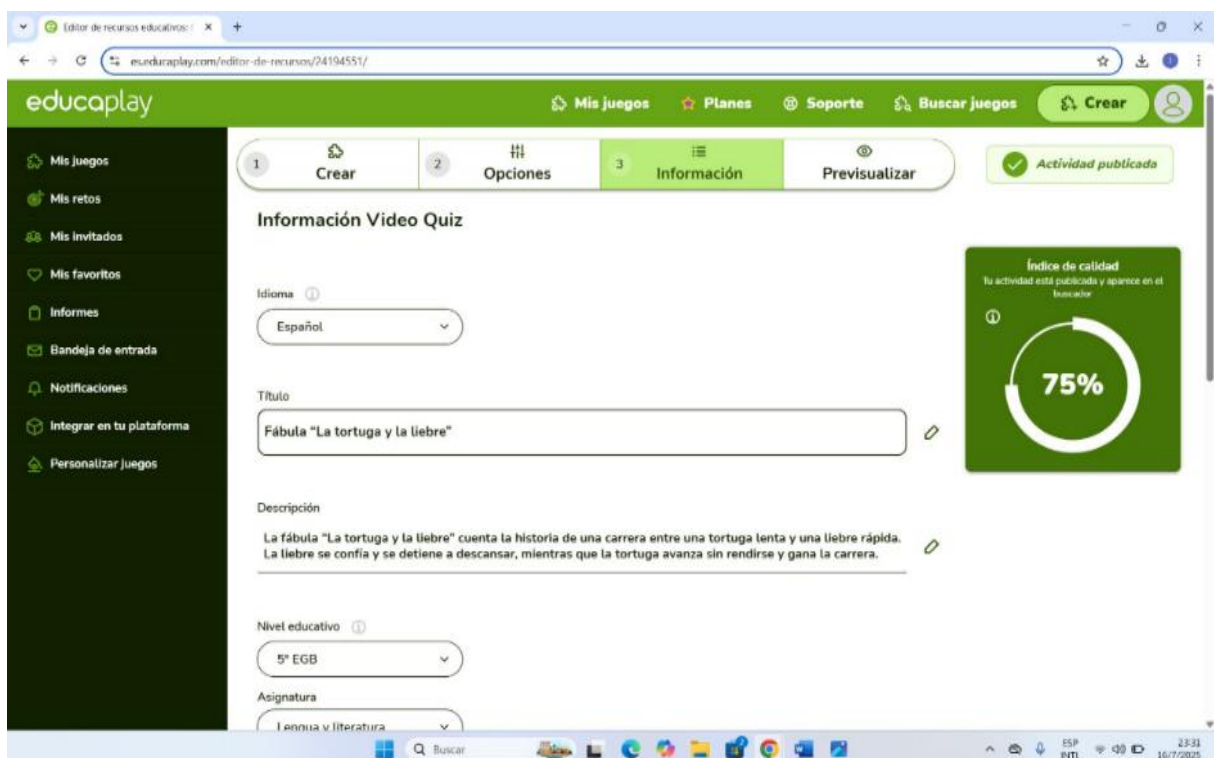 Editor de recursos educativos:
es.educaplay.com/editor-de-recursos/24194551/
educaplay
Mis juegos
Planes
Soporte
Buscar juegos
Crear
Mis juegos
Mis retos
Mis invitados
Mis favoritos
Informes
Bandeja de entrada
Notificaciones
Integrar en tu plataforma
Personalizar juegos
1
Crear
2
Opciones
3
Información
Previsualizar
Actividad publicada
Información Video Quiz
Idioma
Español
Título
Fábula "La tortuga y la liebre"
Descripción
La fábula "La tortuga y la liebre" cuenta la historia de una carrera entre una tortuga lenta y una liebre rápida.
La liebre se confía y se detiene a descansar, mientras que la tortuga avanza sin rendirse y gana la carrera.
Nivel educativo
5º EGB
Asignatura
Lengua y literatura
Índice de calidad
Tu actividad está publicada y aparece en el
buscador
75%
Buscar
ESP
INTL
23:31
16/7/2025